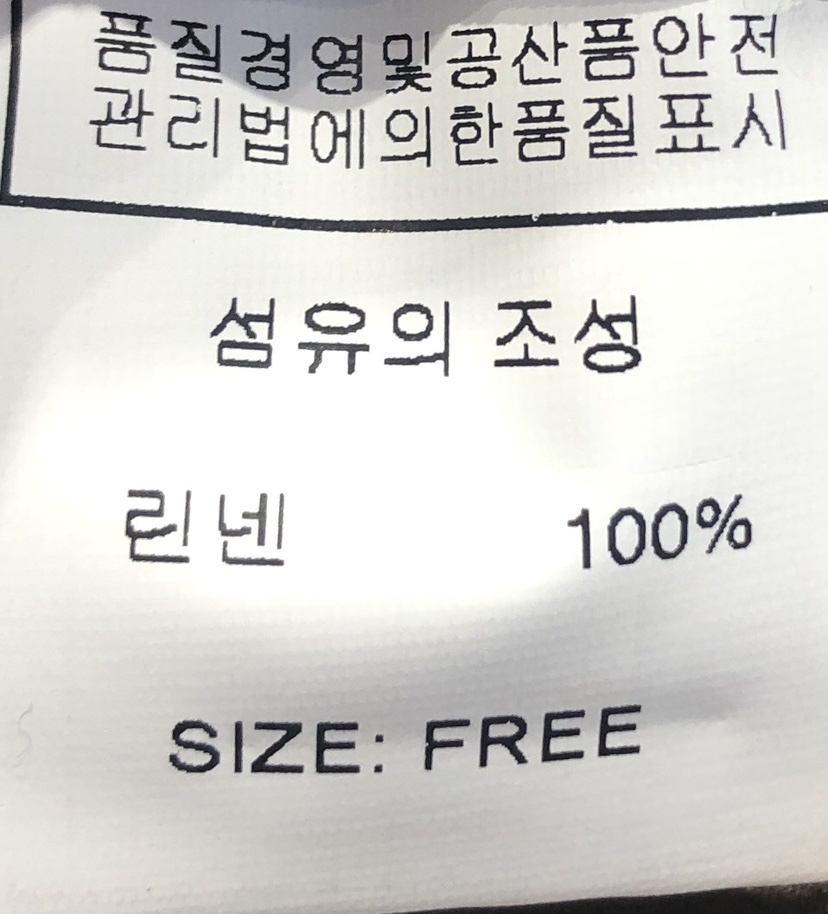 품질경영및공산품안전
관리법에의한품질표시
섬유의 조성
린넨 100%
SIZE: FREE